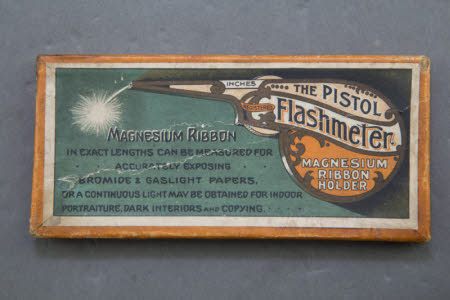 INCHES
THE PISTOL
Flashmeter
MAGNESIUM
RIBBON
HOLDER
MAGNESIUM RIBBON
IN EXACT LENGTHS CAN BE MEASURED FOR
ACCURATELY EXPOSING
BROMIDE & GASLIGHT PAPERS,
OR A CONTINUOUS LIGHT MAY BE OBTAINED FOR INDOOR
PORTRAITURE, DARK INTERIORS AND COPYING.